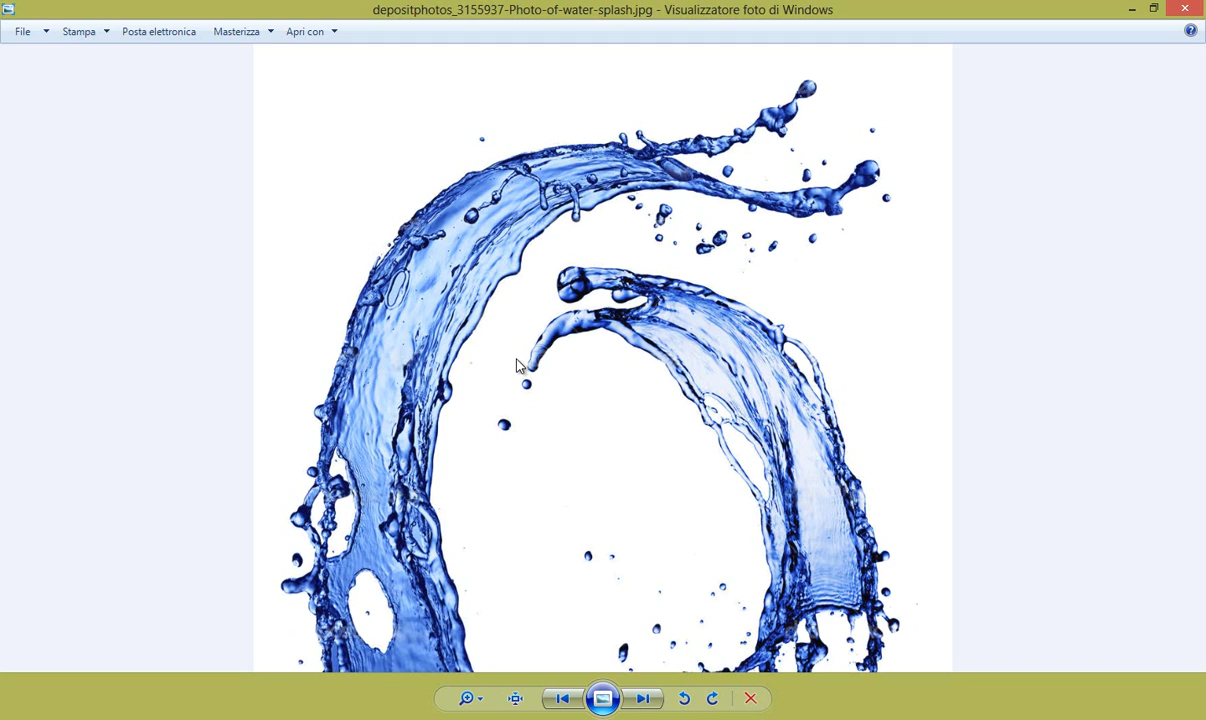 depositphotos_3155937-Photo-of-water-splash.jpg - Visualizzatore foto di Windows
File Stampa Posta elettronica Masterizza Apri con